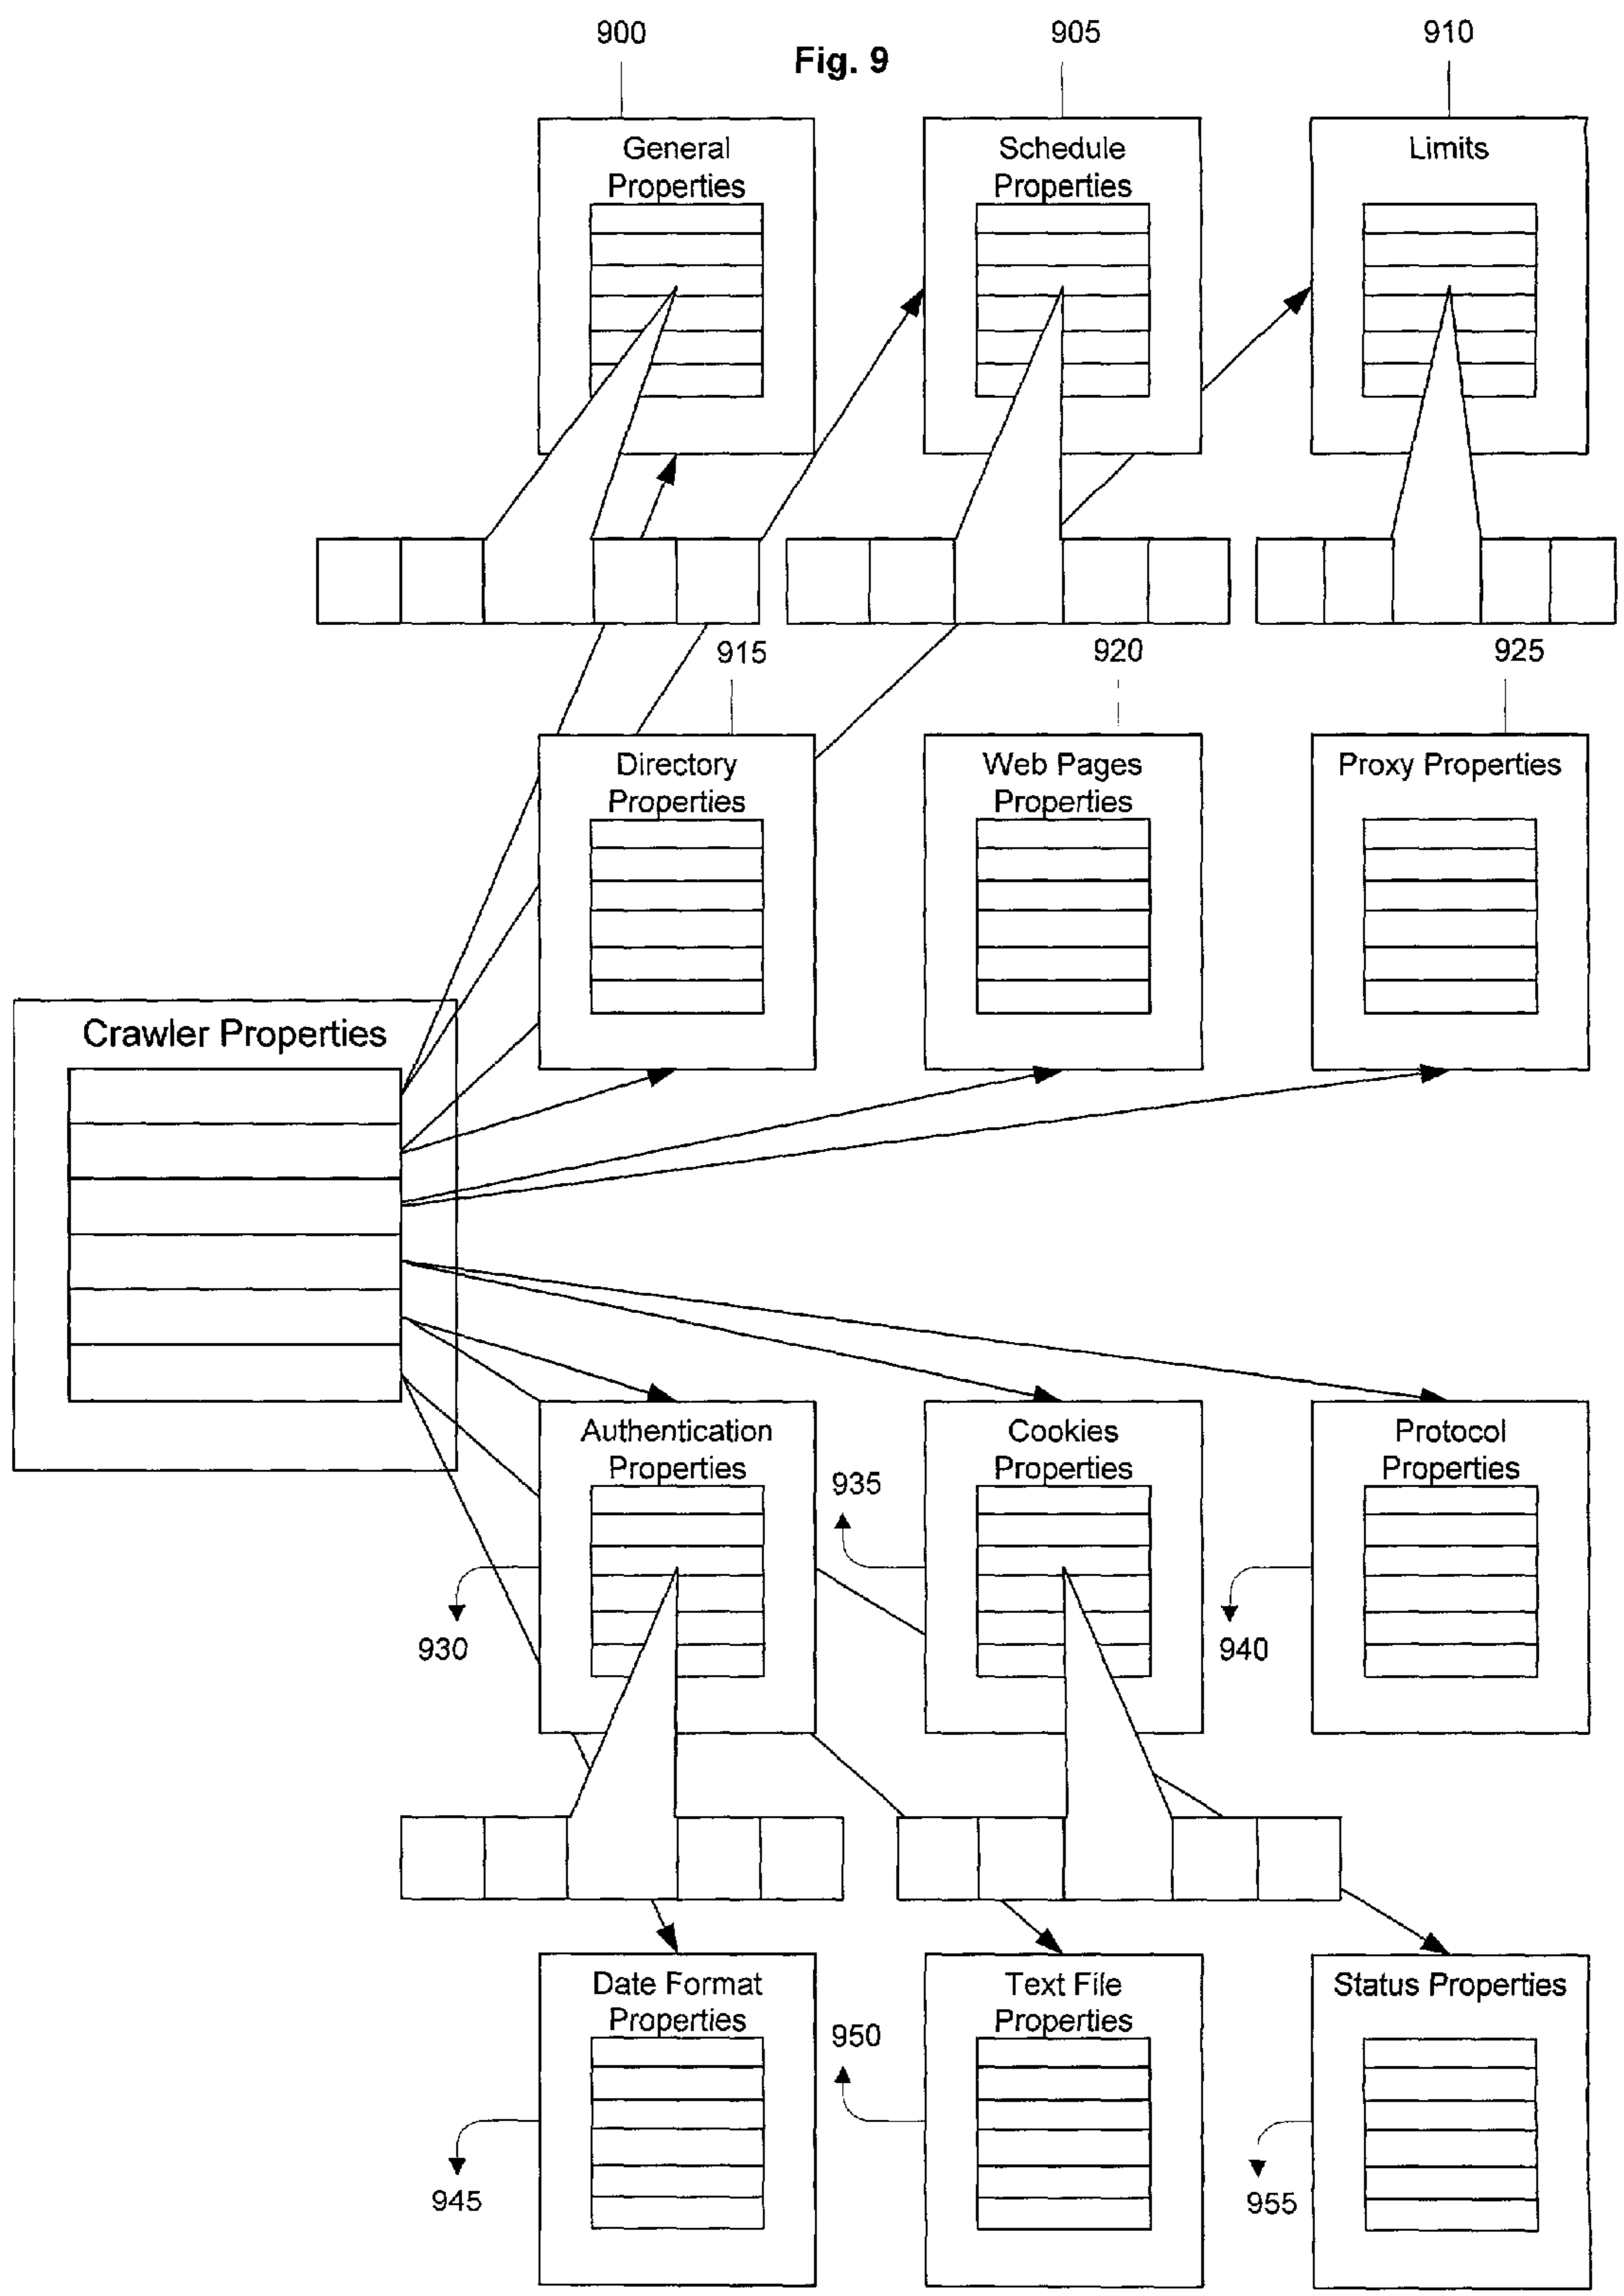 900
Fig. 9
905
910
General
Properties
Schedule
Properties
Limits
915
920
925
Directory
Properties
Web Pages
Properties
Proxy Properties
Crawler Properties
Authentication
Properties
935
Cookies
Properties
Protocol
Properties
930
940
Date Format
Properties
950
Text File
Properties
Status Properties
945
955